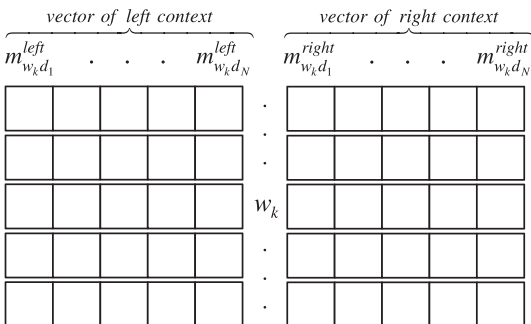 vector of left context vector of right context
m^{left}_{w_k d_1} . . . m^{left}_{w_k d_N} m^{right}_{w_k d_1} . . . m^{right}_{w_k d_N}
.
.
.
w_k
.
.
.